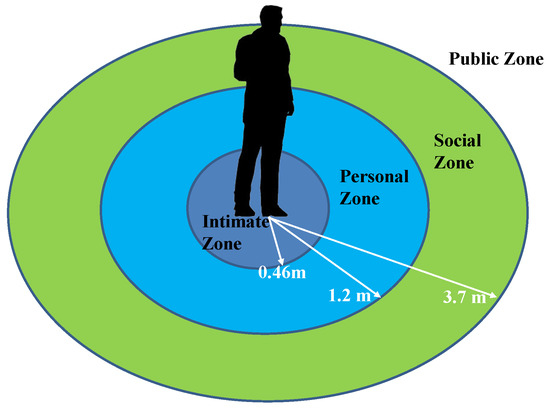 Public Zone
Social
Zone
Personal
Zone
Intimate
Zone
0.46m
1.2 m
3.7 m